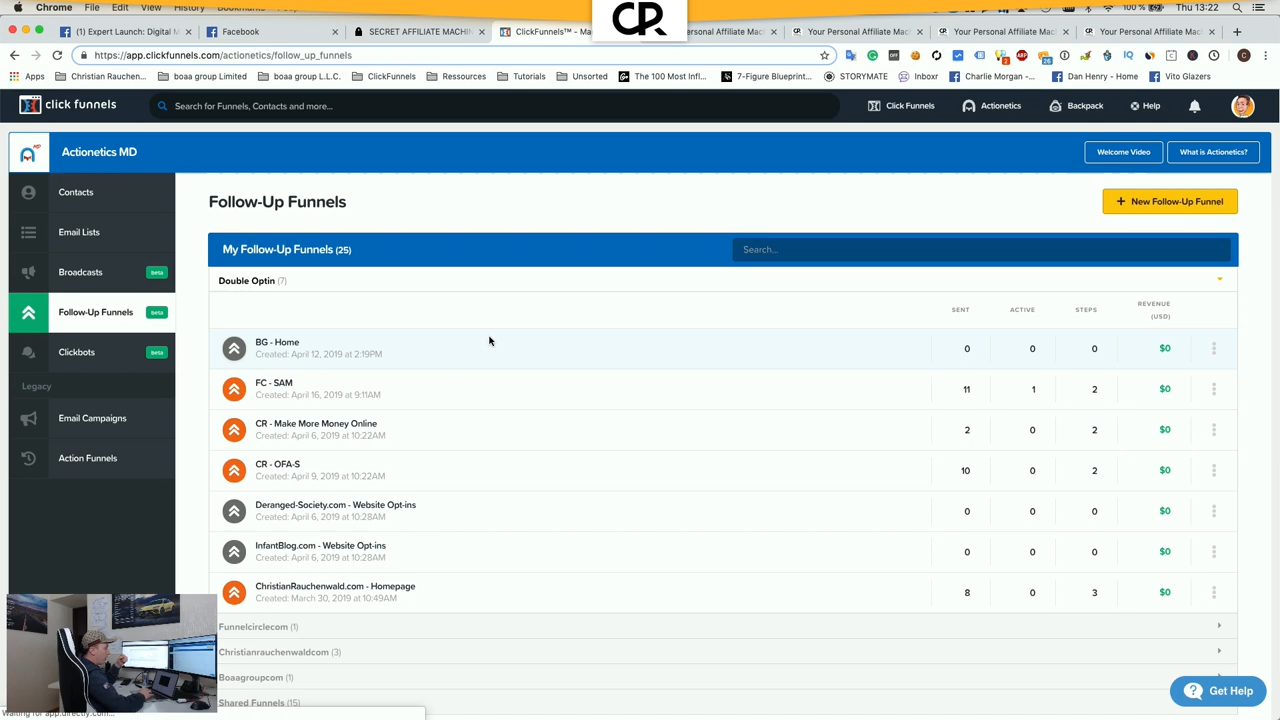 Chrome File Edit View History
CR
100 % Thu 13:22
(1) Expert Launch: Digital M
Facebook
SECRET AFFILIATE MACHIN
ClickFunnels™ - Ma
ersonal Affiliate Mac
Your Personal Affiliate Mac
Your Personal Affiliate Mac
Your Personal Affiliate Mac
https://app.clickfunnels.com/actionetics/follow_up_funnels
Apps
Christian Rauchen...
boaa group Limited
boaa group L.L.C.
ClickFunnels
Ressources
Tutorials
Unsorted
The 100 Most Infl...
7-Figure Blueprint...
STORYMATE
Inboxr
Charlie Morgan -...
Dan Henry - Home
Vito Glazers
click funnels
Search for Funnels, Contacts and more...
Click Funnels
Actionetics
Backpack
Help
Actionetics MD
Welcome Video
What is Actionetics?
Contacts
Email Lists
Broadcasts beta
Follow-Up Funnels beta
Clickbots beta
Legacy
Email Campaigns
Action Funnels
Follow-Up Funnels
+ New Follow-Up Funnel
My Follow-Up Funnels (25)
Search...
Double Optin (7)
SENT ACTIVE STEPS REVENUE (USD)
BG - Home 0 0 0 $0
Created: April 12, 2019 at 2:19PM
FC - SAM 11 1 2 $0
Created: April 16, 2019 at 9:11AM
CR - Make More Money Online 2 0 2 $0
Created: April 6, 2019 at 10:22AM
CR - OFA-S 10 0 2 $0
Created: April 9, 2019 at 10:22AM
Deranged-Society.com - Website Opt-ins 0 0 0 $0
Created: April 6, 2019 at 10:28AM
InfantBlog.com - Website Opt-ins 0 0 0 $0
Created: April 6, 2019 at 10:28AM
ChristianRauchenwald.com - Homepage 8 0 3 $0
Created: March 30, 2019 at 10:49AM
Funnelcirclecom (1)
Christianrauchenwaldcom (3)
Boaagroupcom (1)
Shared Funnels (15)
Get Help
Waiting for app.directly.com...